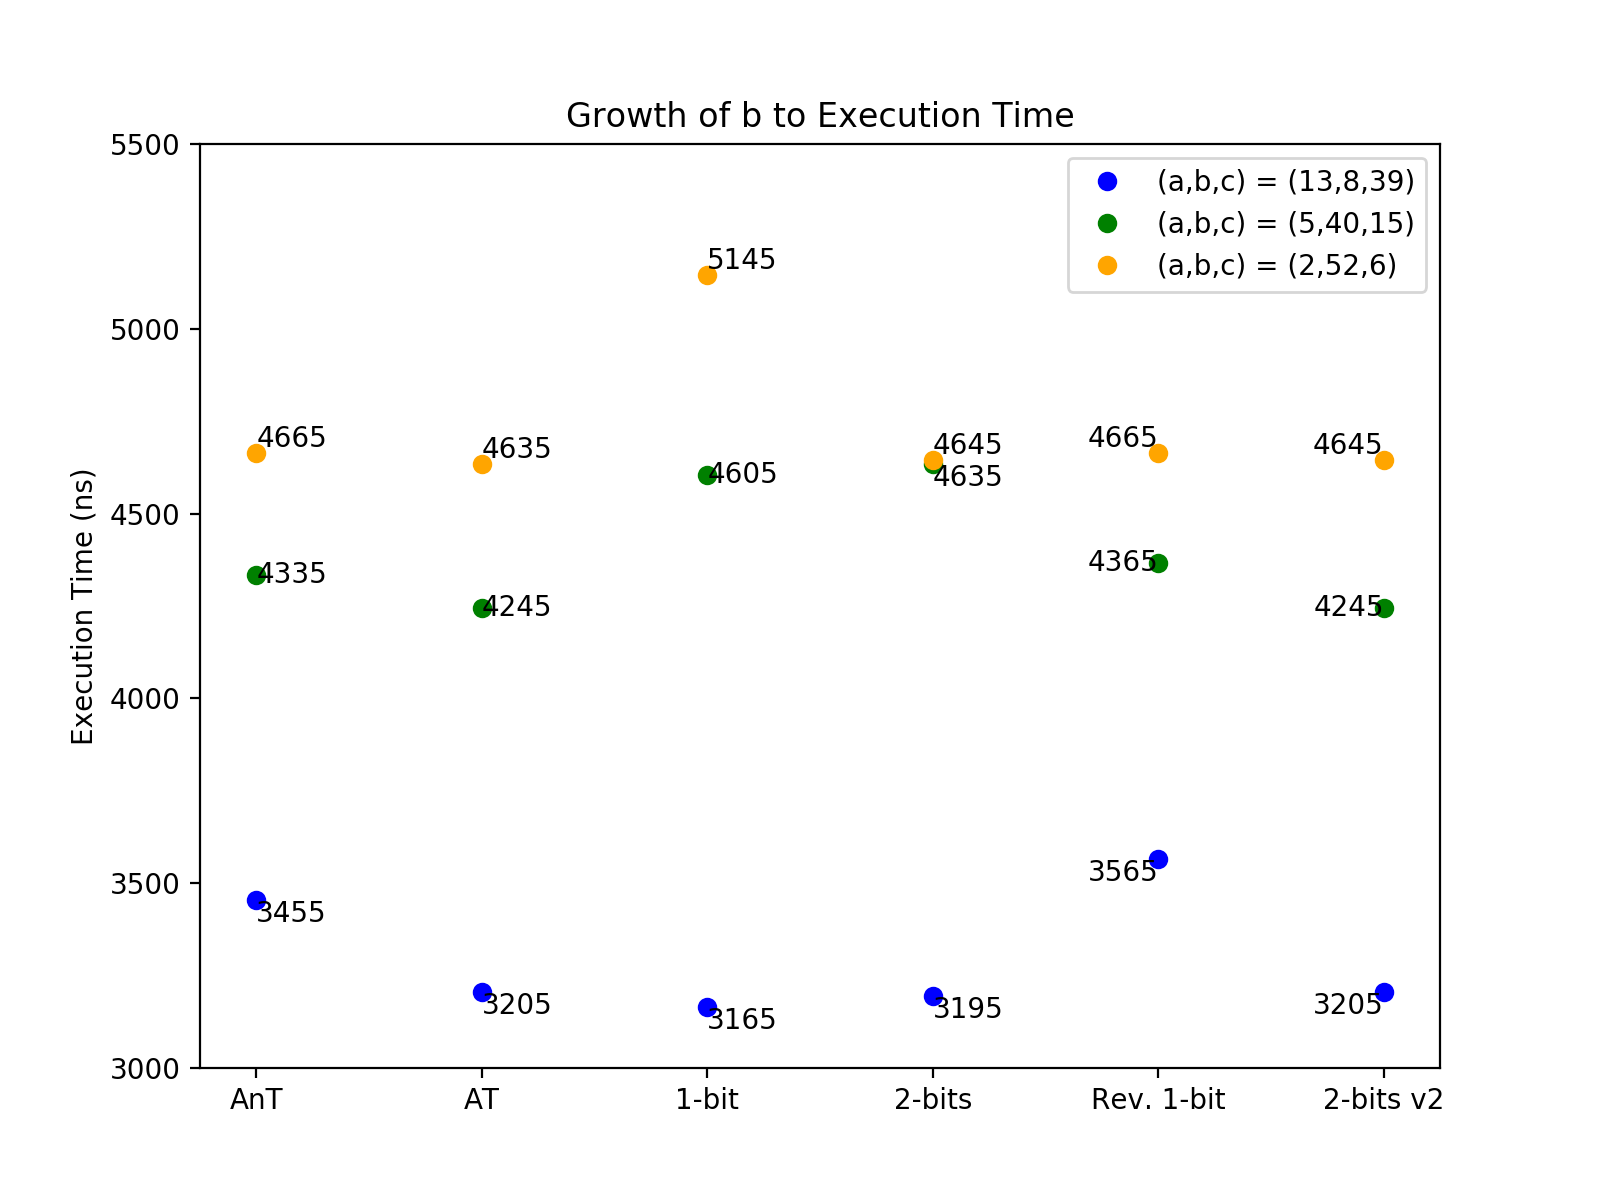 Growth of b to Execution Time
5500
5000
4500
4000
3500
3000
Execution Time (ns)
(a,b,c) = (13,8,39)
(a,b,c) = (5,40,15)
(a,b,c) = (2,52,6)
5145
4665
4635
4605
4645
4635
4665
4645
4335
4245
4365
4245
3455
3205
3165
3195
3565
3205
AnT
AT
1-bit
2-bits
Rev. 1-bit
2-bits v2